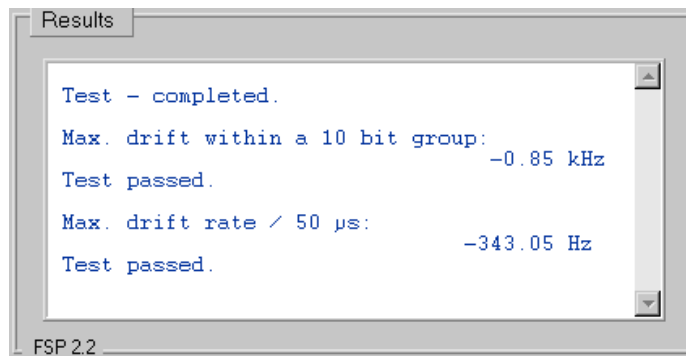 Results
Test - completed.
Max. drift within a 10 bit group:
-0.85 kHz
Test passed.
Max. drift rate / 50 µs:
-343.05 Hz
Test passed.
FSP 2.2